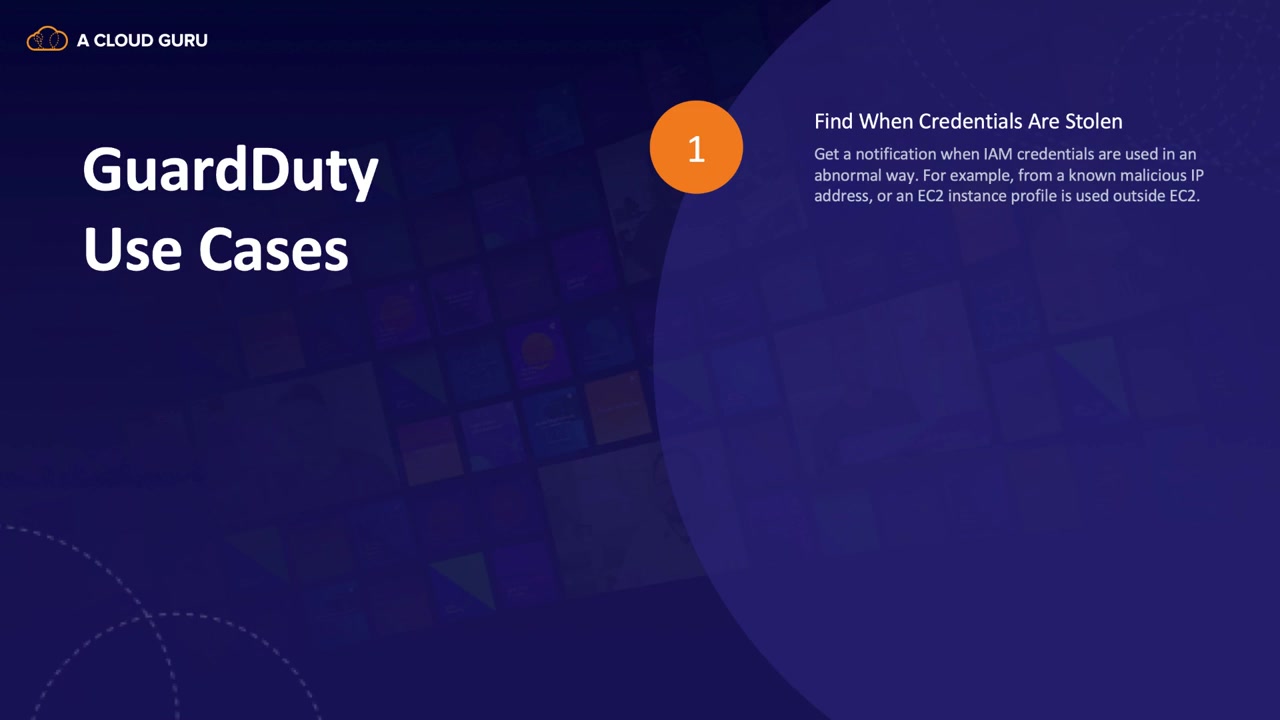 A CLOUD GURU
GuardDuty
Use Cases
1
Find When Credentials Are Stolen
Get a notification when IAM credentials are used in an
abnormal way. For example, from a known malicious IP
address, or an EC2 instance profile is used outside EC2.